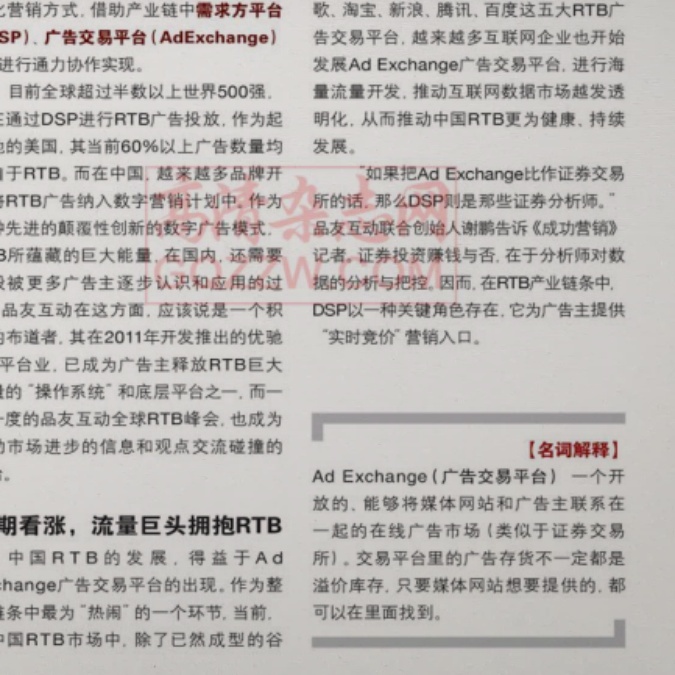 化营销方式，借助产业链中需求方平台
SP）、广告交易平台（AdExchange）
进行通力协作实现。
目前全球超过半数以上世界500强，
在通过DSP进行RTB广告投放，作为起
的美国，其当前60%以上广告数量均
于RTB。而在中国，越来越多品牌开
将RTB广告纳入数字营销计划中。作为
先进的颠覆性创新的数字广告模式，
B所蕴藏的巨大能量，在国内，还需要
被更多广告主逐步认识和应用的过
品友互动在这方面，应该说是一个积
布道者，其在2011年开发推出的优驰
平台业，已成为广告主释放RTB巨大
的“操作系统”和底层平台之一，而一
度的品友互动全球RTB峰会，也成为
市场进步的信息和观点交流碰撞的
。
期看涨，流量巨头拥抱RTB
中国RTB的发展，得益于Ad
change广告交易平台的出现。作为整
链条中最为“热闹”的一个环节，当前，
中国RTB市场中，除了已然成型的谷
歌、淘宝、新浪、腾讯、百度这五大RTB广
告交易平台，越来越多互联网企业也开始
发展Ad Exchange广告交易平台，进行海
量流量开发，推动互联网数据市场越发透
明化，从而推动中国RTB更为健康、持续
发展。
“如果把Ad Exchange比作证券交易
所的话，那么DSP则是那些证券分析师。”
品友互动联合创始人谢鹏告诉《成功营销》
记者，证券投资赚钱与否，在于分析师对数
据的分析与把控。因而，在RTB产业链条中，
DSP以一种关键角色存在，它为广告主提供
“实时竞价”营销入口。
【名词解释】
Ad Exchange（广告交易平台） 一个开
放的、能够将媒体网站和广告主联系在
一起的在线广告市场（类似于证券交易
所）。交易平台里的广告存货不一定都是
溢价库存，只要媒体网站想要提供的，都
可以在里面找到。
高清杂志网
GQZZW.COM